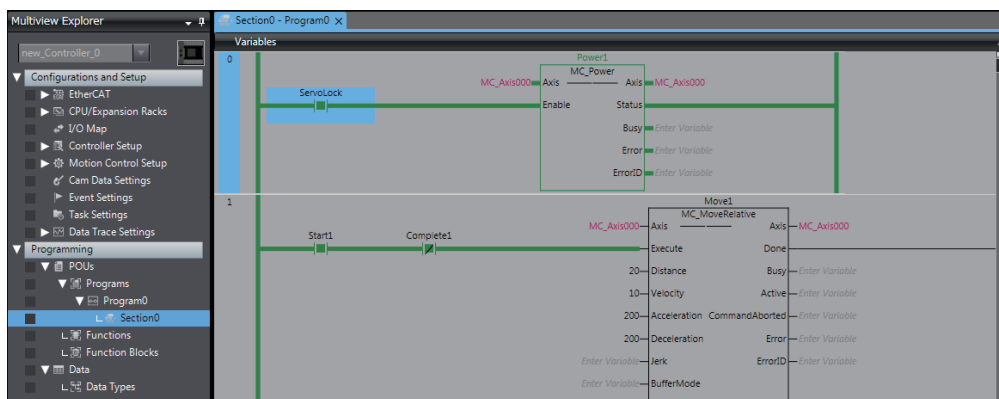 Multiview Explorer
Section0 - Program0
Variables
new_Controller_0
Configurations and Setup
EtherCAT
CPU/Expansion Racks
I/O Map
Controller Setup
Motion Control Setup
Cam Data Settings
Event Settings
Task Settings
Data Trace Settings
Programming
POUs
Programs
Program0
Section0
Functions
Function Blocks
Data
Data Types
0
Power1
MC_Power
MC_Axis000 Axis Axis MC_Axis000
ServoLock
Enable Status
Busy Enter Variable
Error Enter Variable
ErrorID Enter Variable
1
Move1
MC_MoveRelative
MC_Axis000 Axis Axis MC_Axis000
Start1 Complete1
Execute Done
20 Distance Busy Enter Variable
10 Velocity Active Enter Variable
200 Acceleration CommandAborted Enter Variable
200 Deceleration Error Enter Variable
Enter Variable Jerk ErrorID Enter Variable
Enter Variable BufferMode